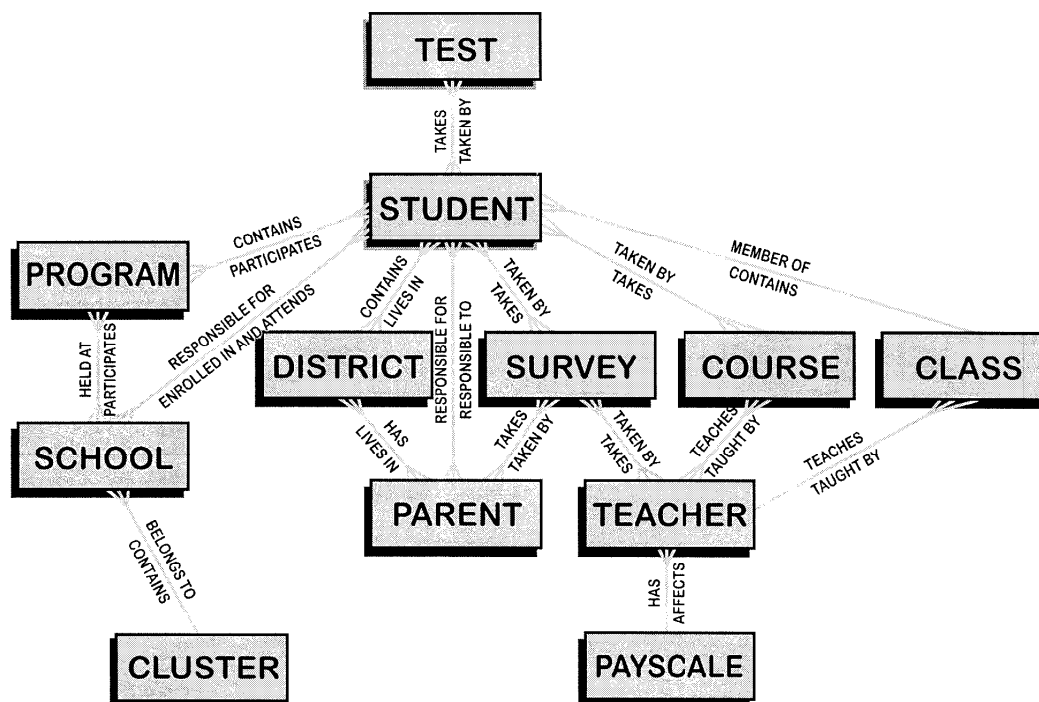 TEST
TAKES
TAKEN BY
STUDENT
CONTAINS
PARTICIPATES
PROGRAM
RESPONSIBLE FOR
ENROLLED IN AND ATTENDS
CONTAINS
LIVES IN
RESPONSIBLE FOR
RESPONSIBLE TO
TAKEN BY
TAKES
TAKEN BY
TAKES
MEMBER OF
CONTAINS
HELD AT
PARTICIPATES
DISTRICT
SURVEY
COURSE
CLASS
HAS
LIVES IN
TAKES
TAKEN BY
TAKEN BY
TAKES
TEACHES
TAUGHT BY
TEACHES
TAUGHT BY
SCHOOL
PARENT
TEACHER
BELONGS TO
CONTAINS
HAS
AFFECTS
CLUSTER
PAYSCALE